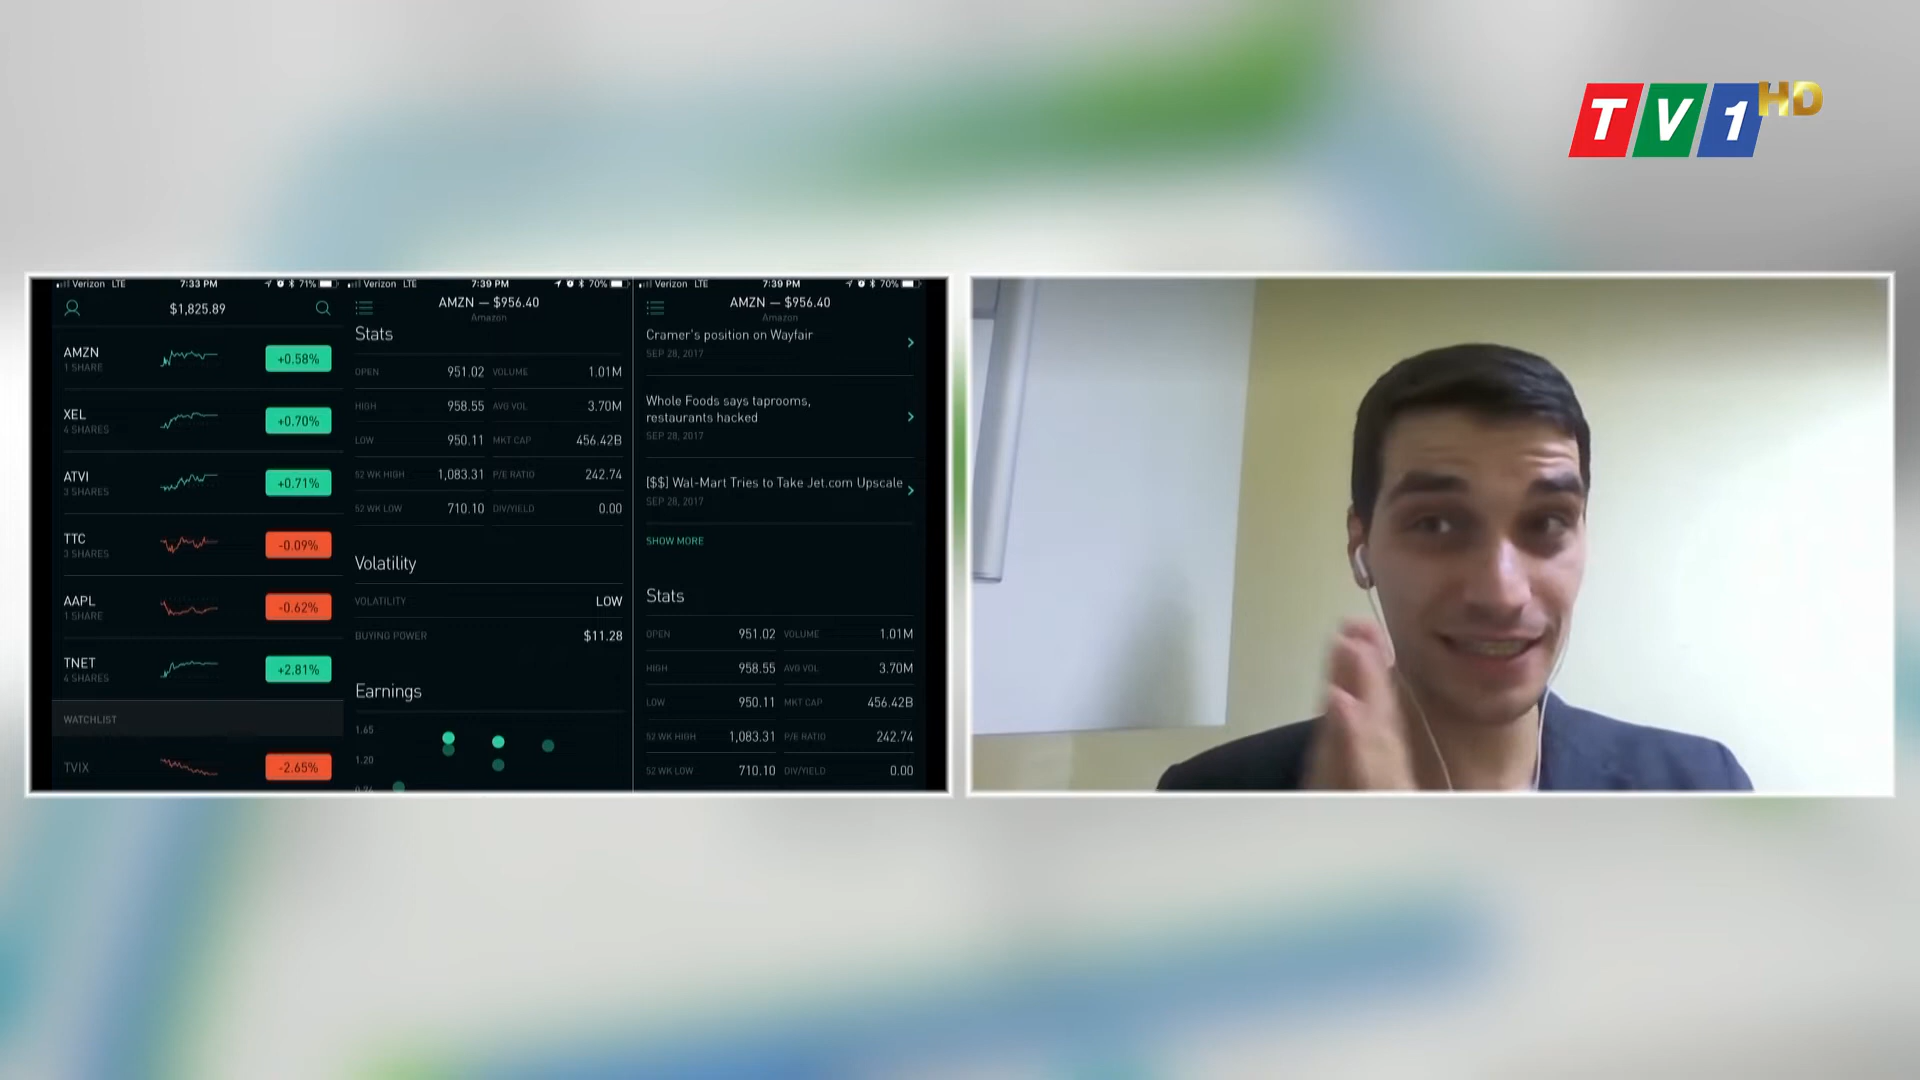 TV1 HD
Verizon LTE 7:33 PM 71%
$1,825.89
AMZN
1 SHARE
+0.58%
XEL
4 SHARES
+0.70%
ATVI
3 SHARES
+0.71%
TTC
3 SHARES
-0.09%
AAPL
1 SHARE
-0.62%
TNET
4 SHARES
+2.81%
WATCHLIST
TVIX
-2.65%
Verizon LTE 7:39 PM 70%
AMZN — $956.40
Amazon
Stats
OPEN 951.02 VOLUME 1.01M
HIGH 958.55 AVG VOL 3.70M
LOW 950.11 MKT CAP 456.42B
52 WK HIGH 1,083.31 P/E RATIO 242.74
52 WK LOW 710.10 DIV/YIELD 0.00
Volatility
VOLATILITY LOW
BUYING POWER $11.28
Earnings
1.65
1.20
Verizon LTE 7:39 PM 70%
AMZN — $956.40
Amazon
Cramer's position on Wayfair
SEP 28, 2017
Whole Foods says taprooms,
restaurants hacked
SEP 28, 2017
[$$] Wal-Mart Tries to Take Jet.com Upscale
SEP 28, 2017
SHOW MORE
Stats
OPEN 951.02 VOLUME 1.01M
HIGH 958.55 AVG VOL 3.70M
LOW 950.11 MKT CAP 456.42B
52 WK HIGH 1,083.31 P/E RATIO 242.74
52 WK LOW 710.10 DIV/YIELD 0.00